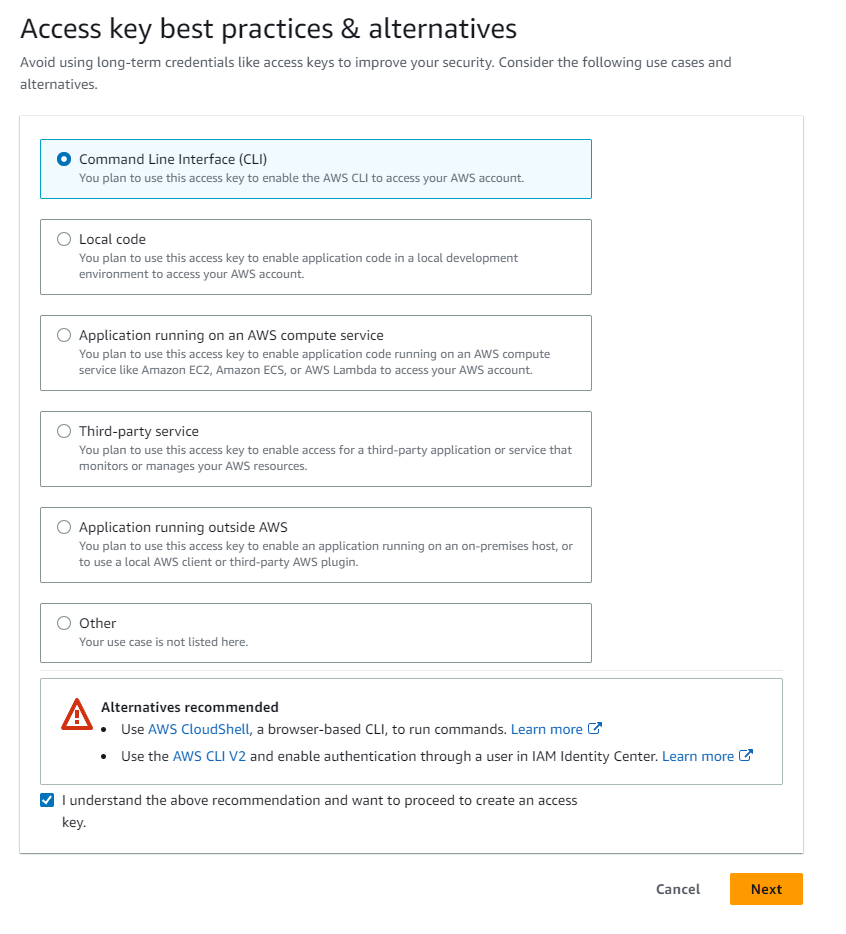 Access key best practices & alternatives
Avoid using long-term credentials like access keys to improve your security. Consider the following use cases and
alternatives.
Command Line Interface (CLI)
You plan to use this access key to enable the AWS CLI to access your AWS account.
Local code
You plan to use this access key to enable application code in a local development
environment to access your AWS account.
Application running on an AWS compute service
You plan to use this access key to enable application code running on an AWS compute
service like Amazon EC2, Amazon ECS, or AWS Lambda to access your AWS account.
Third-party service
You plan to use this access key to enable access for a third-party application or service that
monitors or manages your AWS resources.
Application running outside AWS
You plan to use this access key to enable an application running on an on-premises host, or
to use a local AWS client or third-party AWS plugin.
Other
Your use case is not listed here.
Alternatives recommended
• Use AWS CloudShell, a browser-based CLI, to run commands. Learn more
• Use the AWS CLI V2 and enable authentication through a user in IAM Identity Center. Learn more
I understand the above recommendation and want to proceed to create an access
key.
Cancel Next